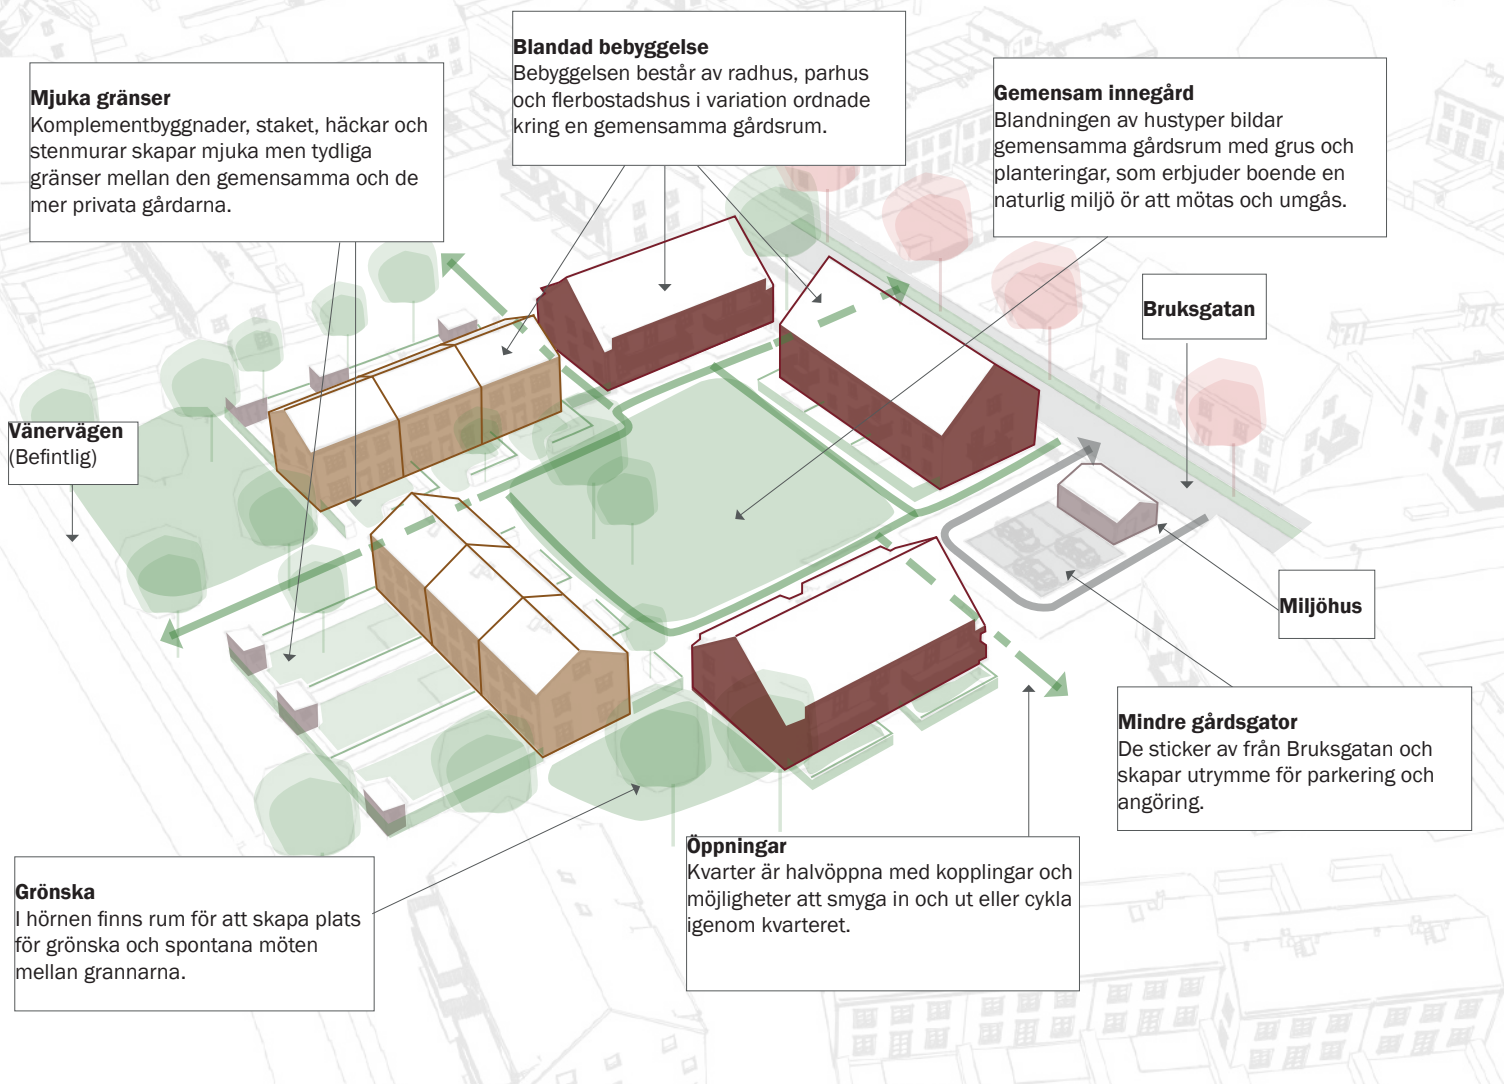 Blandad bebyggelse
Bebyggelsen består av radhus, parhus
och flerbostadshus i variation ordnade
kring en gemensamma gårdsrum.
Mjuka gränser
Komplementbyggnader, staket, häckar och
stenmurar skapar mjuka men tydliga
gränser mellan den gemensamma och de
mer privata gårdarna.
Gemensam innegård
Blandningen av hustyper bildar
gemensamma gårdsrum med grus och
planteringar, som erbjuder boende en
naturlig miljö ör att mötas och umgås.
Bruksgatan
Vänervägen
(Befintlig)
Miljöhus
Mindre gårdsgator
De sticker av från Bruksgatan och
skapar utrymme för parkering och
angöring.
Öppningar
Kvarter är halvöppna med kopplingar och
möjligheter att smyga in och ut eller cykla
igenom kvarteret.
Grönska
I hörnen finns rum för att skapa plats
för grönska och spontana möten
mellan grannarna.